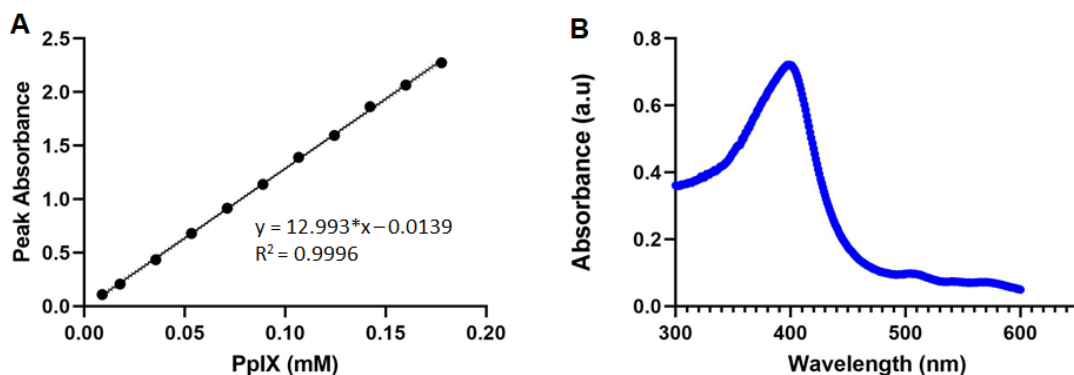 A
2.5
2.0
1.5
1.0
0.5
0.0
Peak Absorbance
y = 12.993*x – 0.0139
R² = 0.9996
0.00
0.05
0.10
0.15
0.20
PpIX (mM)
B
0.8
0.6
0.4
0.2
0.0
Absorbance (a.u)
300
400
500
600
Wavelength (nm)